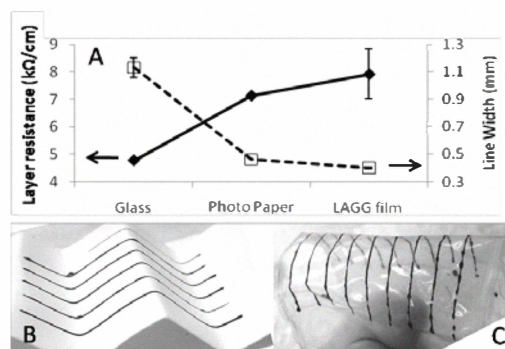 A
Layer resistance (kΩ/cm)
9
8
7
6
5
4
1.3
1.1
0.9
0.7
0.5
0.3
Line Width (mm)
Glass
Photo Paper
LAGG film
B
C